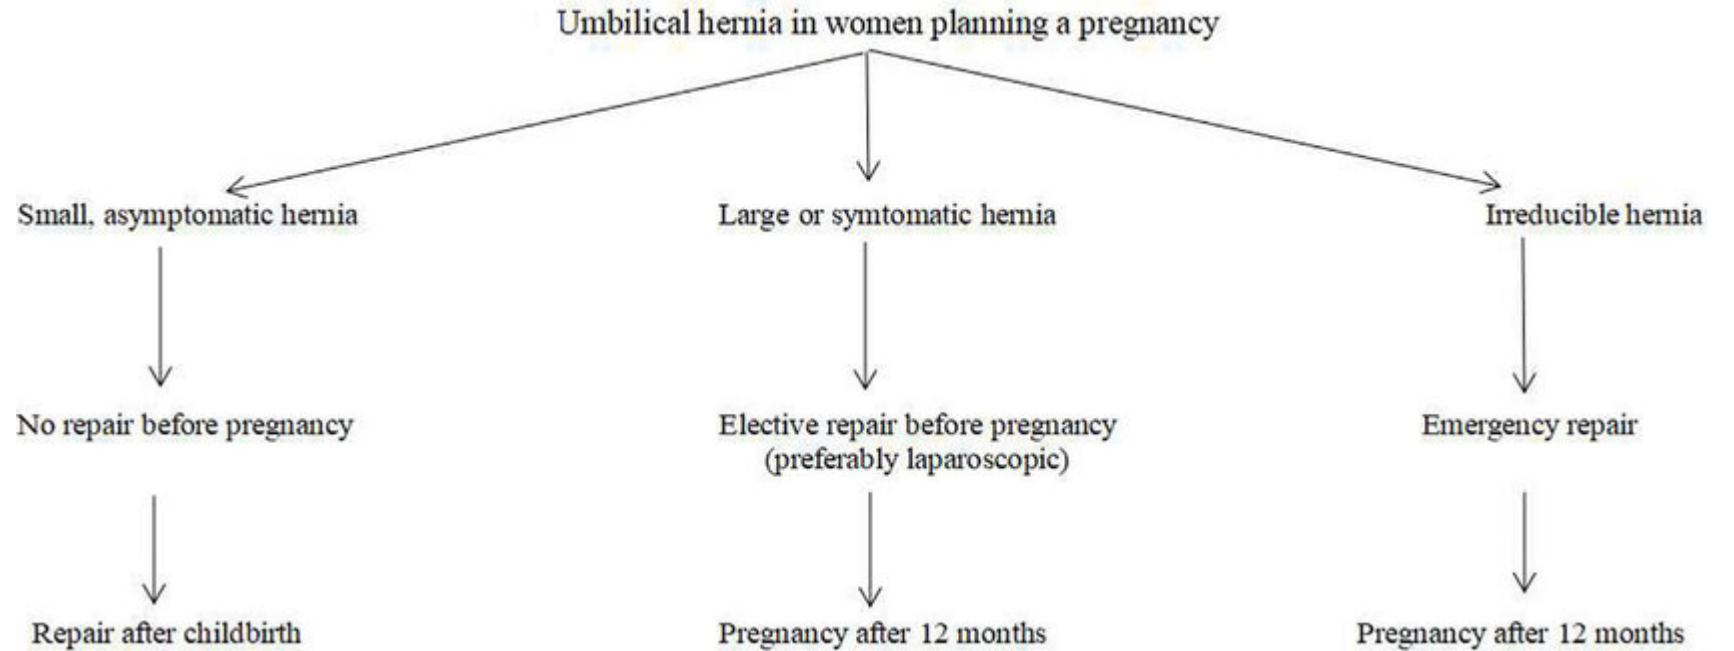 Umbilical hernia in women planning a pregnancy
Small, asymptomatic hernia
Large or symtomatic hernia
Irreducible hernia
No repair before pregnancy
Elective repair before pregnancy
(preferably laparoscopic)
Emergency repair
Repair after childbirth
Pregnancy after 12 months
Pregnancy after 12 months